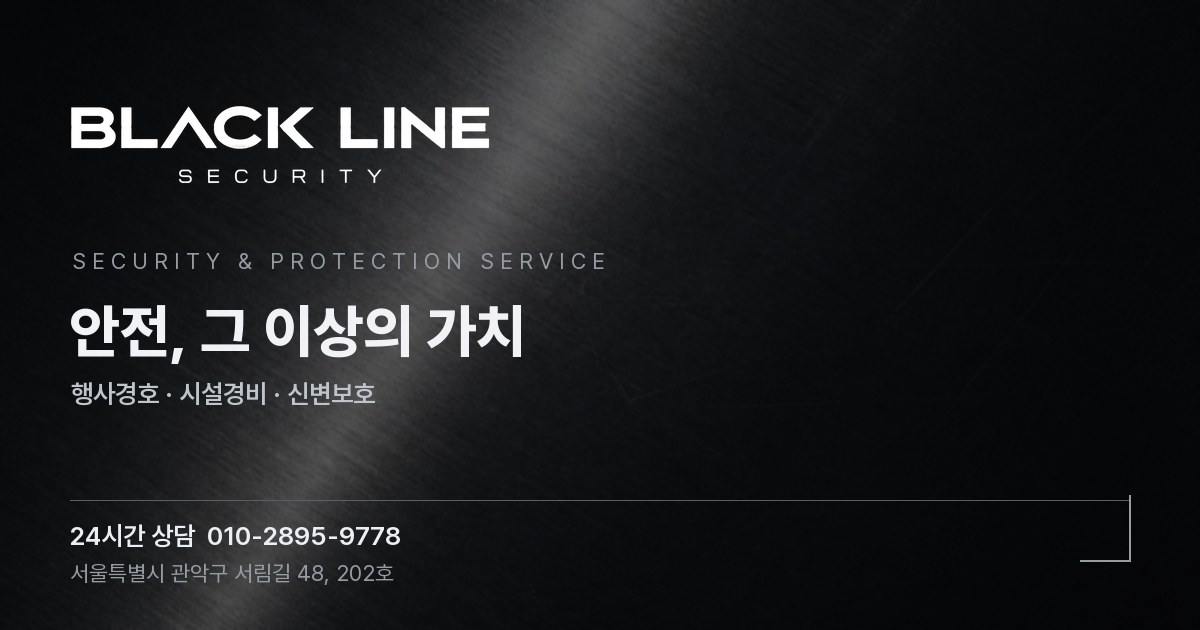 BLACK LINE
SECURITY
SECURITY & PROTECTION SERVICE
안전, 그 이상의 가치
행사경호 · 시설경비 · 신변보호
24시간 상담 010-2895-9778
서울특별시 관악구 서림길 48, 202호